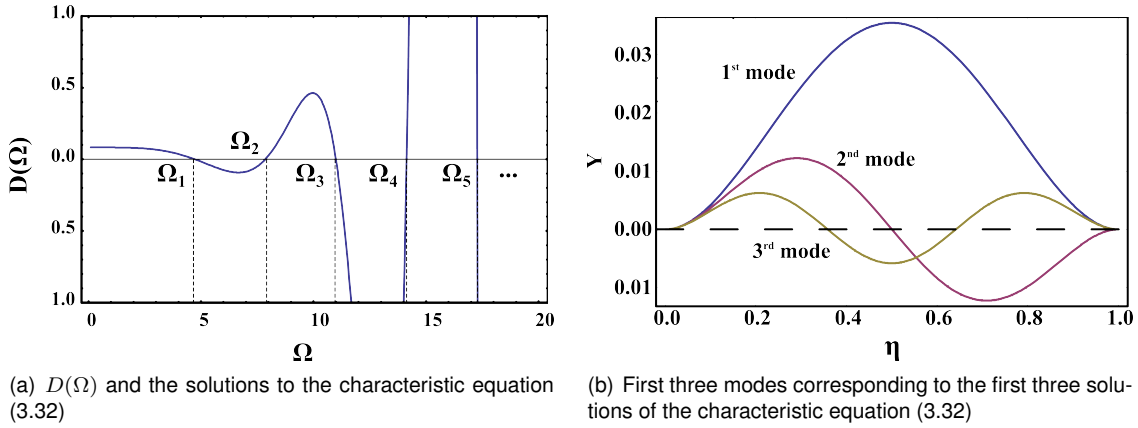 1.0
0.5
0.0
0.5
1.0
D(Ω)
Ω₁
Ω₂
Ω₃
Ω₄
Ω₅
...
0
5
10
15
20
Ω
(a) D(Ω) and the solutions to the characteristic equation
(3.32)
0.03
0.02
0.01
0.00
0.01
Y
1ˢᵗ mode
2ⁿᵈ mode
3ʳᵈ mode
0.0
0.2
0.4
0.6
0.8
1.0
η
(b) First three modes corresponding to the first three solu-
tions of the characteristic equation (3.32)